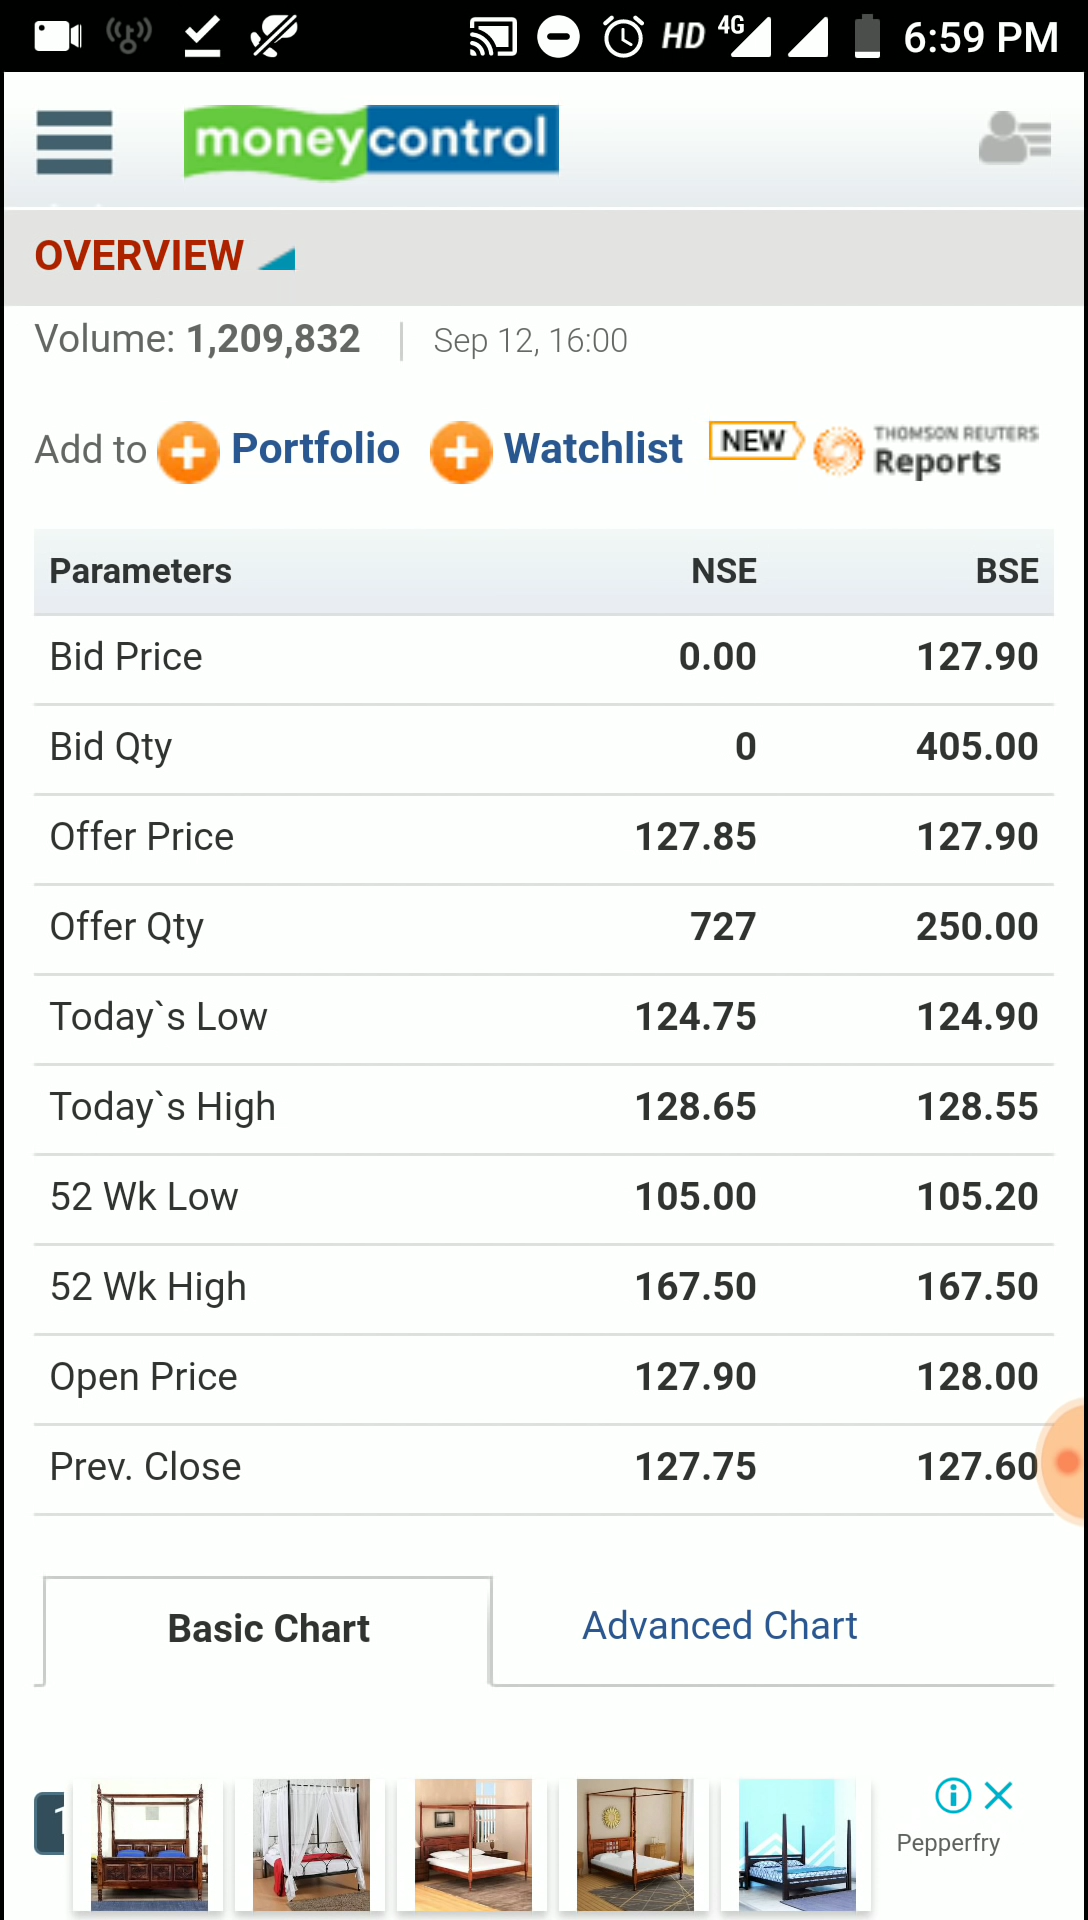 HD 4G 6:59 PM
moneycontrol
OVERVIEW
Volume: 1,209,832 | Sep 12, 16:00
Add to Portfolio Watchlist NEW THOMSON REUTERS Reports
Parameters NSE BSE
Bid Price 0.00 127.90
Bid Qty 0 405.00
Offer Price 127.85 127.90
Offer Qty 727 250.00
Today`s Low 124.75 124.90
Today`s High 128.65 128.55
52 Wk Low 105.00 105.20
52 Wk High 167.50 167.50
Open Price 127.90 128.00
Prev. Close 127.75 127.60
Basic Chart Advanced Chart
Pepperfry